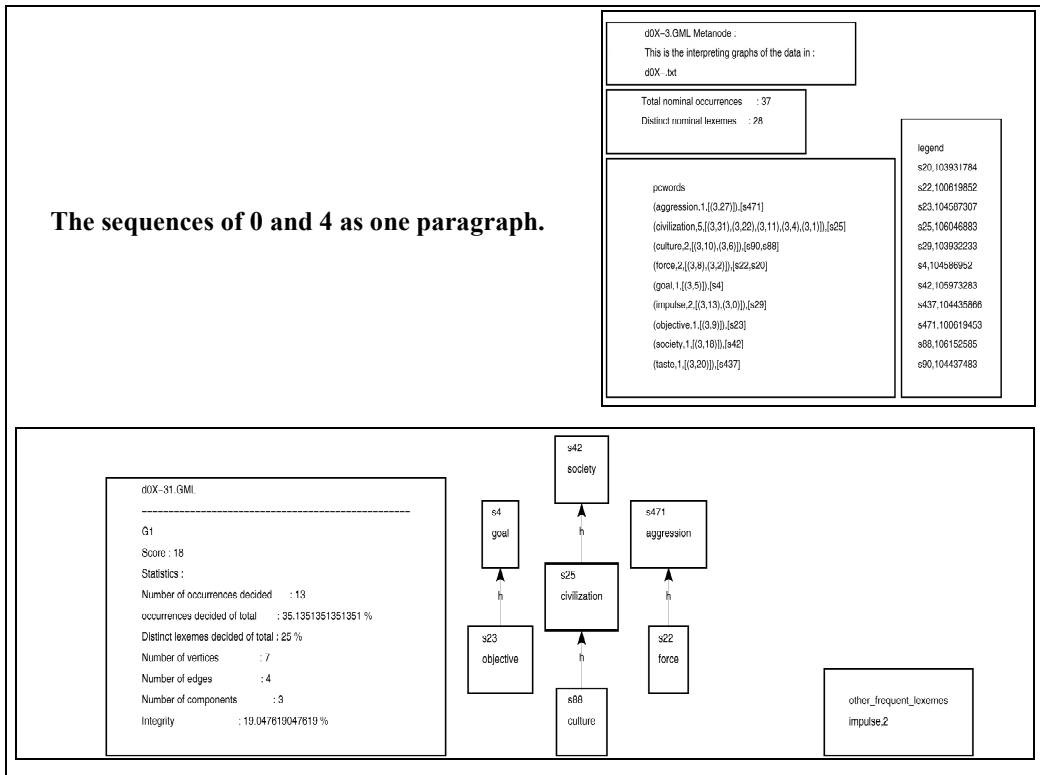 The sequences of 0 and 4 as one paragraph.
d0X-3.GML Metanode :
This is the interpreting graphs of the data in :
d0X-.txt
Total nominal occurrences : 37
Distinct nominal lexemes : 28
pcwords
(aggression,1,[(3,27)]),[s471]
(civilization,5,[(3,31),(3,22),(3,11),(3,4),(3,1)]),[s25]
(culture,2,[(3,10),(3,6)]),[s90,s88]
(force,2,[(3,8),(3,2)]),[s22,s20]
(goal,1,[(3,5)]),[s4]
(impulse,2,[(3,13),(3,0)]),[s29]
(objective,1,[(3,9)]),[s23]
(society,1,[(3,18)]),[s42]
(taste,1,[(3,20)]),[s437]
legend
s20,103931784
s22,100619852
s23,104587307
s25,106046883
s29,103932233
s4,104586952
s42,105973283
s437,104435866
s471,100619453
s88,106152585
s90,104437483
d0X-31.GML
--------------------------------------------------
G1
Score : 18
Statistics :
Number of occurrences decided : 13
occurrences decided of total : 35.1351351351351 %
Distinct lexemes decided of total : 25 %
Number of vertices : 7
Number of edges : 4
Number of components : 3
Integrity : 19.047619047619 %
s42
society
s4
goal
s471
aggression
h
s25
civilization
h
h
s23
objective
s22
force
h
s88
culture
other_frequent_lexemes
impulse,2